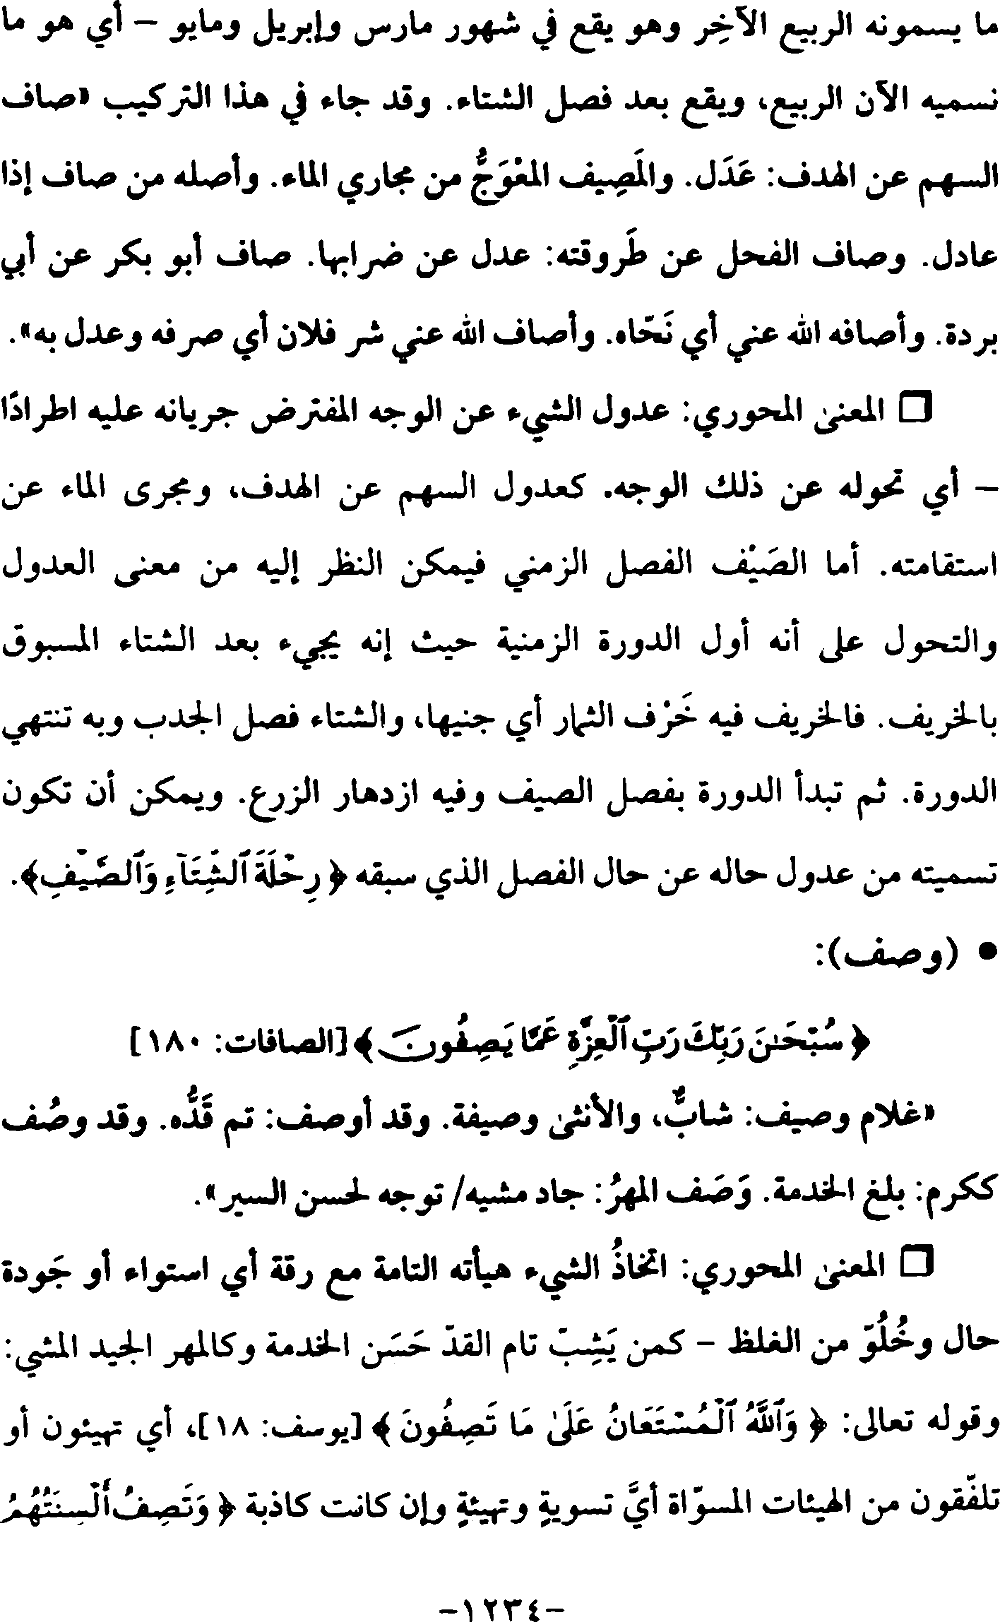 ما يسمونه الربيع الآخِر وهو يقع في شهور مارس وإبريل ومايو – أي هو ما
نسميه الآن الربيع، ويقع بعد فصل الشتاء. وقد جاء في هذا التركيب «صاف
السهم عن الهدف: عَدَل. والمَصِيف المعْوَجُّ من مجاري الماء. وأصله من صاف إذا
عادل. وصاف الفحل عن طَروقته: عدل عن ضرابها. صاف أبو بكر عن أبي
بردة. وأصافه الله عني أي نَحّاه. وأصاف الله عني شر فلان أي صرفه وعدل به».
❒ المعنىٰ المحوري: عدول الشيء عن الوجه المفترض جريانه عليه اطرادًا
– أي تحوله عن ذلك الوجه. كعدول السهم عن الهدف، ومجرى الماء عن
استقامته. أما الصَيْف الفصل الزمني فيمكن النظر إليه من معنى العدول
والتحول على أنه أول الدورة الزمنية حيث إنه يجيء بعد الشتاء المسبوق
بالخريف. فالخريف فيه خَرْف الثمار أي جنيها، والشتاء فصل الجدب وبه تنتهي
الدورة. ثم تبدأ الدورة بفصل الصيف وفيه ازدهار الزرع. ويمكن أن تكون
تسميته من عدول حاله عن حال الفصل الذي سبقه ﴿ رِحْلَةَ ٱلشِّتَآءِ وَٱلصَّيْفِ﴾.
● (وصف):
﴿ سُبْحَـٰنَ رَبِّكَ رَبِّ ٱلْعِزَّةِ عَمَّا يَصِفُونَ ﴾ [الصافات: ١٨٠]
«غلام وصيف: شابٌّ، والأنثىٰ وصيفة. وقد أوصف: تم قَدُّه. وقد وصُف
ككرم: بلغ الخدمة. وَصَف المهرُ: جاد مشيه/ توجه لحسن السير».
❒ المعنىٰ المحوري: اتخاذُ الشيء هيأته التامة مع رقة أي استواء أو جَودة
حال وخُلُوّ من الغلظ – كمن يَشِبّ تام القدّ حَسَن الخدمة وكالمهر الجيد المشي:
وقوله تعالى: ﴿ وَٱللَّهُ ٱلْمُسْتَعَانُ عَلَىٰ مَا تَصِفُونَ ﴾ [يوسف: ١٨]، أي تهيئون أو
تلفّقون من الهيئات المسوّاة أيَّ تسويةٍ وتهيئةٍ وإن كانت كاذبة ﴿ وَتَصِفُ أَلْسِنَتُهُمُ
-١٢٣٤-